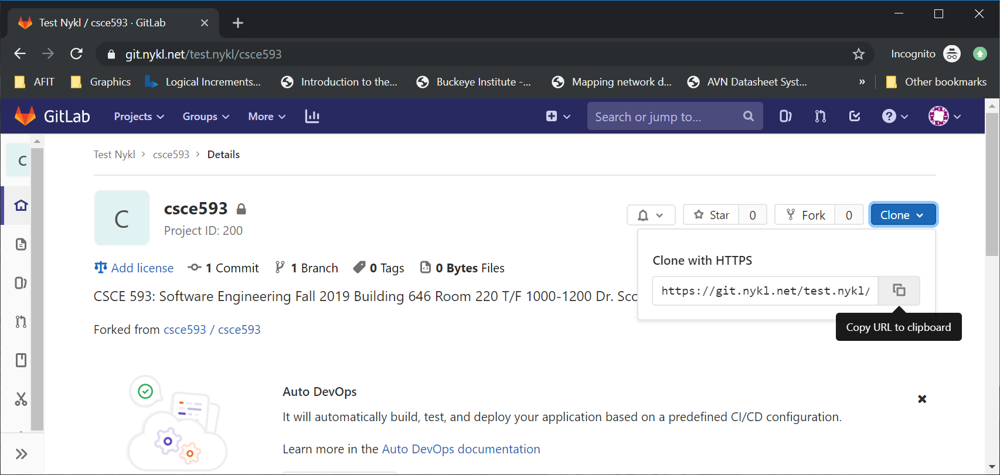 Test Nykl / csce593 · GitLab
git.nykl.net/test.nykl/csce593
Incognito
AFIT Graphics Logical Increments... Introduction to the... Buckeye Institute -... Mapping network d... AVN Datasheet Syst... » Other bookmarks
GitLab Projects Groups More Search or jump to...
C
Test Nykl > csce593 > Details
C
csce593
Project ID: 200
Star 0 Fork 0 Clone
Add license 1 Commit 1 Branch 0 Tags 0 Bytes Files
CSCE 593: Software Engineering Fall 2019 Building 646 Room 220 T/F 1000-1200 Dr. Sco
Forked from csce593 / csce593
Clone with HTTPS
https://git.nykl.net/test.nykl/
Copy URL to clipboard
Auto DevOps
It will automatically build, test, and deploy your application based on a predefined CI/CD configuration.
Learn more in the Auto DevOps documentation